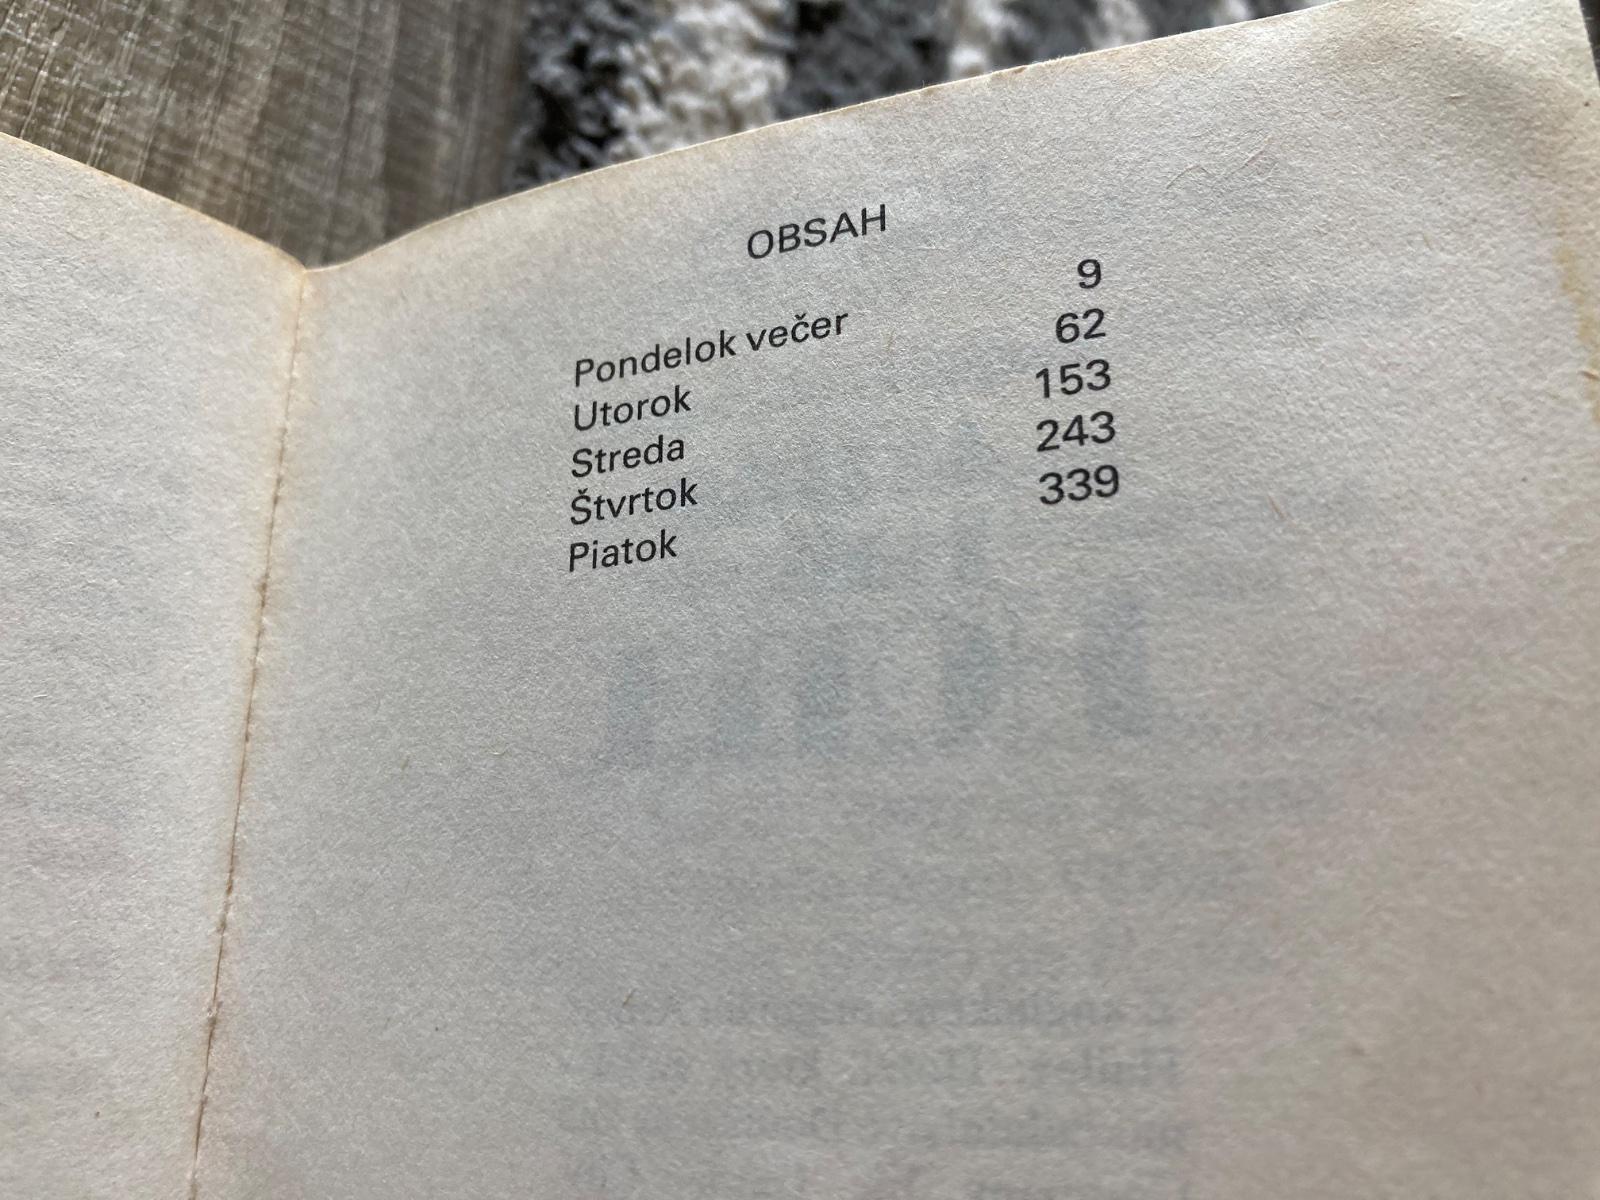 OBSAH
Pondelok večer 9
Utorok 62
Streda 153
Štvrtok 243
Piatok 339